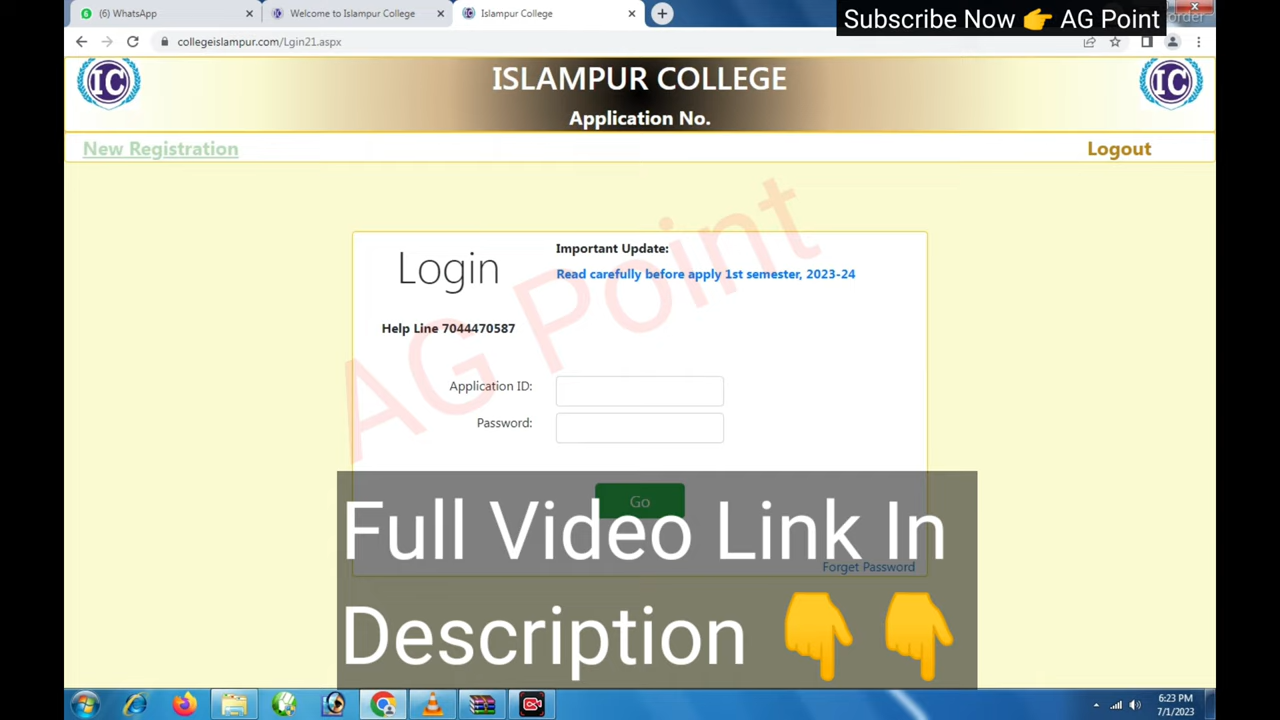 (6) WhatsApp
Welcome to Islampur College
Islampur College
Subscribe Now 👉 AG Point
collegeislampur.com/Lgin21.aspx
IC
ISLAMPUR COLLEGE
IC
Application No.
New Registration
Logout
Login
Important Update:
Read carefully before apply 1st semester, 2023-24
Help Line 7044470587
AG Point
Application ID:
Password:
Go
Forget Password
Full Video Link In
Description 👇👇
6:23 PM
7/1/2023